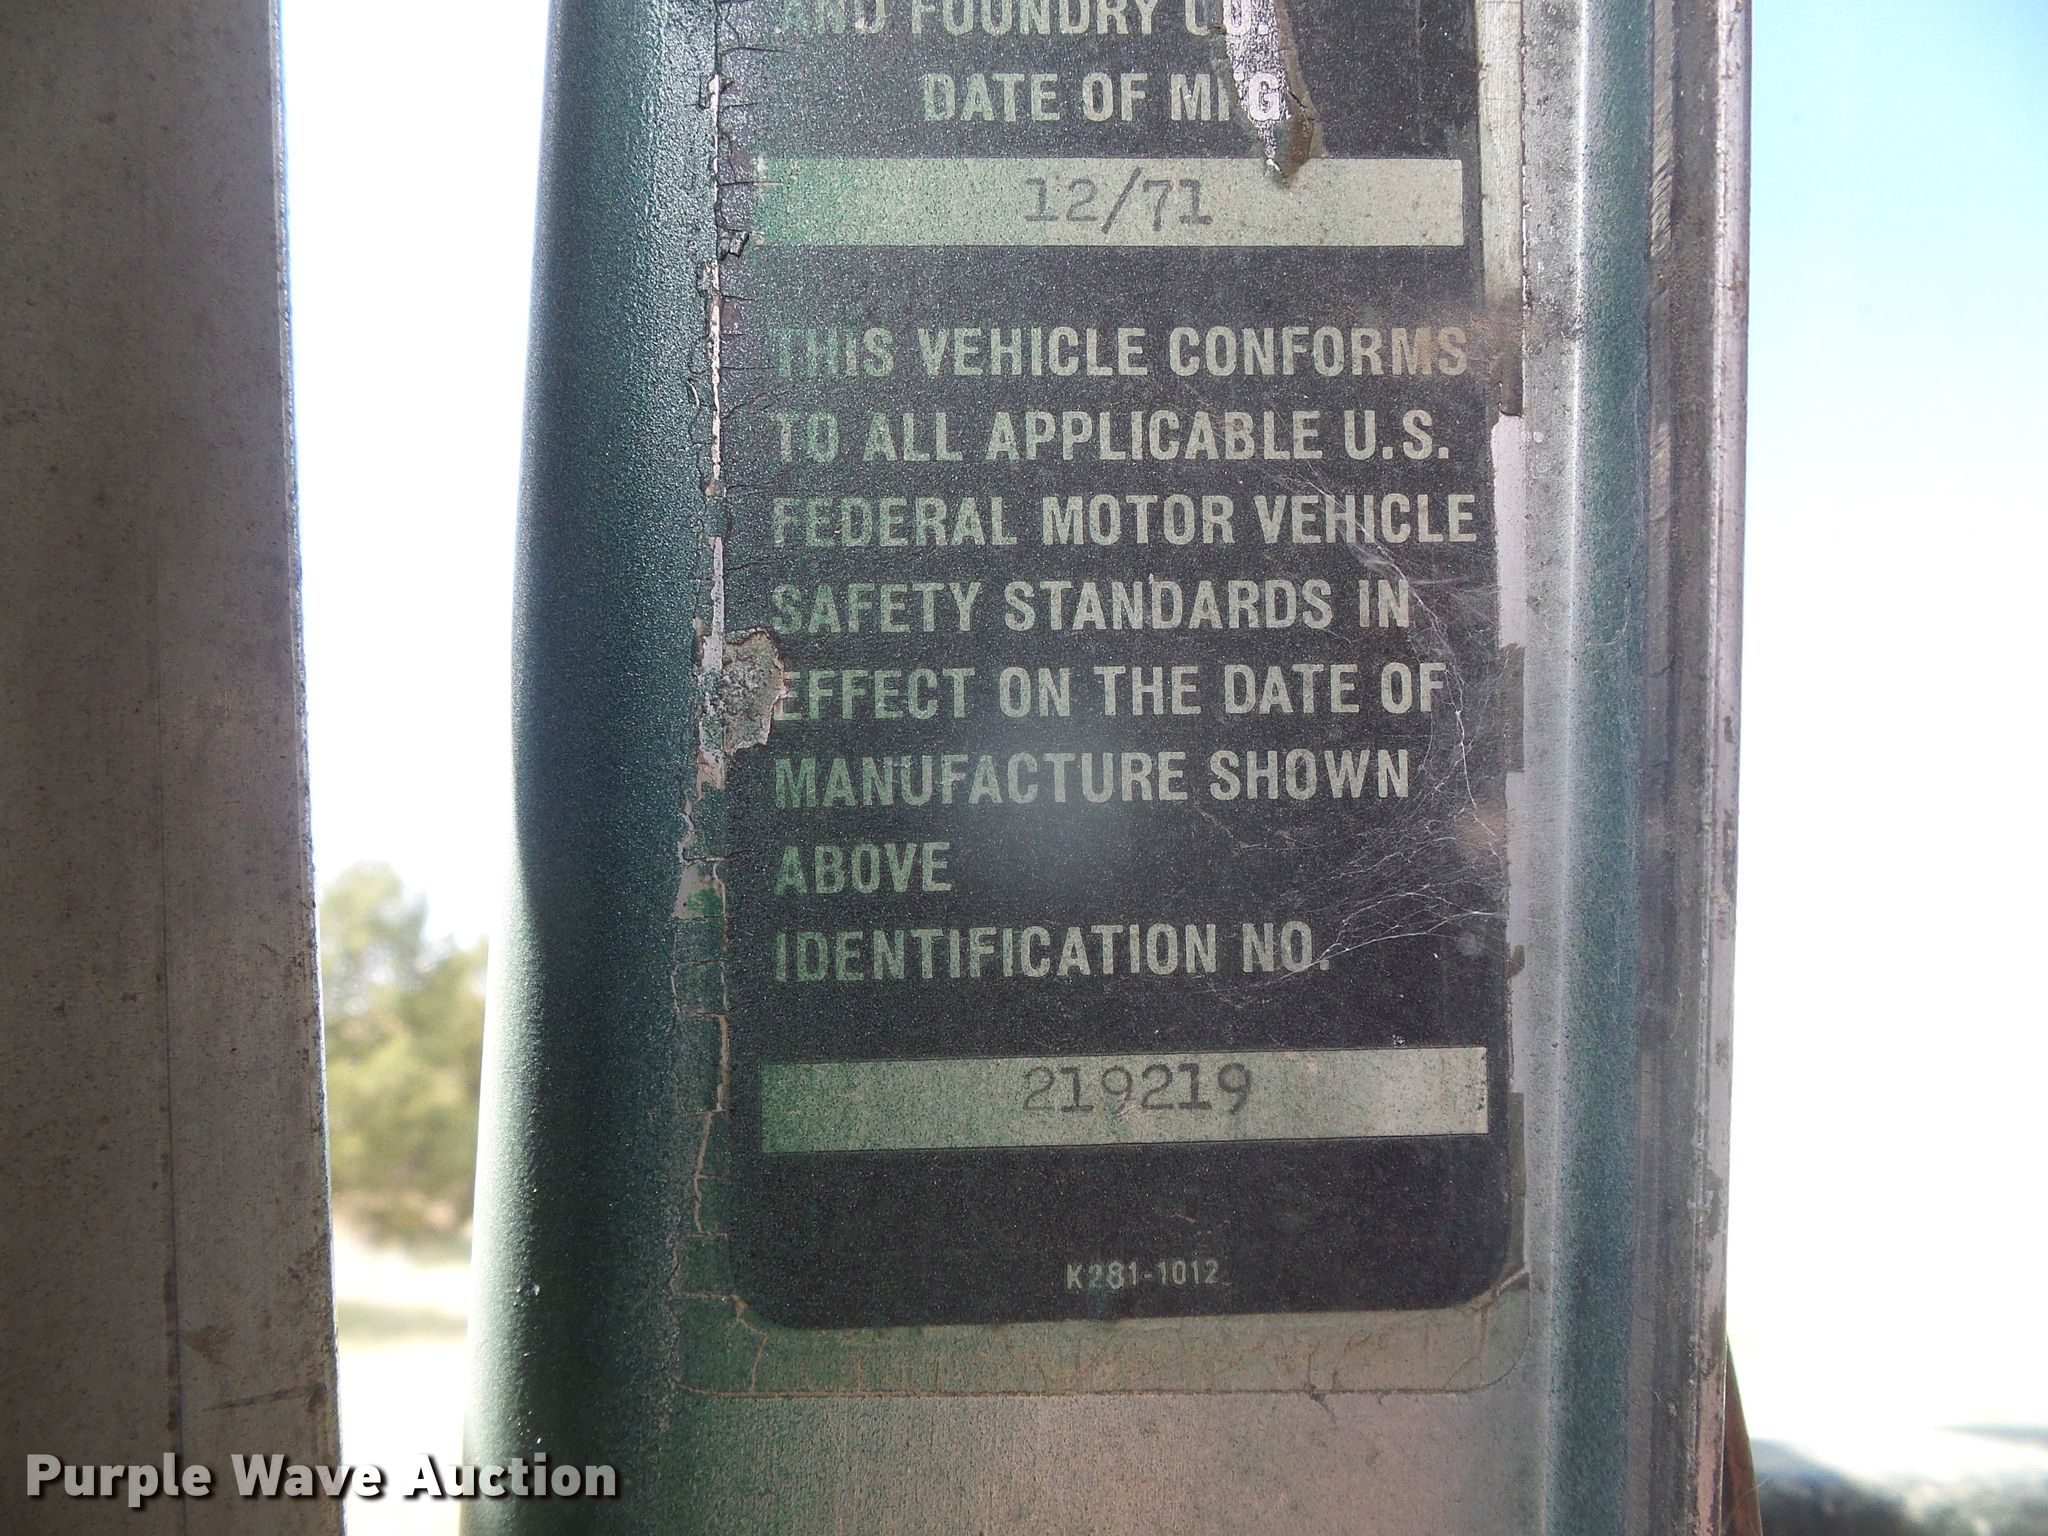 AND FOUNDRY CO.
DATE OF MFG
12/71
THIS VEHICLE CONFORMS
TO ALL APPLICABLE U.S.
FEDERAL MOTOR VEHICLE
SAFETY STANDARDS IN
EFFECT ON THE DATE OF
MANUFACTURE SHOWN
ABOVE
IDENTIFICATION NO.
219219
K281-1012
Purple Wave Auction